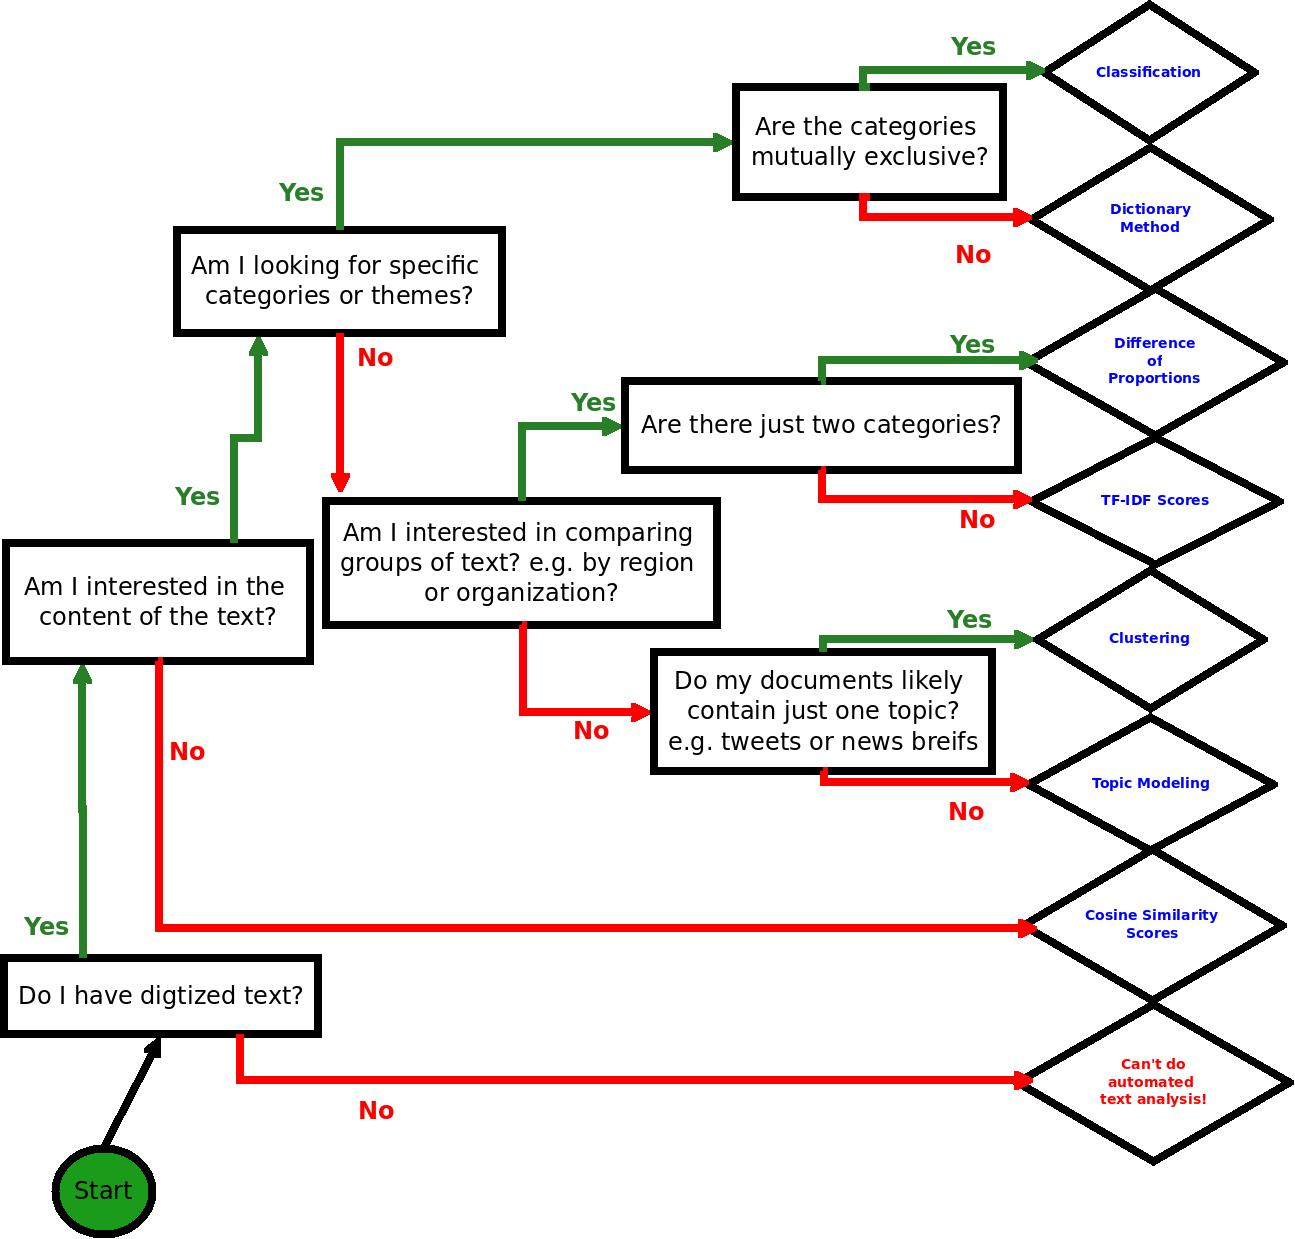 Yes
Classification
Are the categories
mutually exclusive?
Yes
Dictionary
Method
No
Am I looking for specific
categories or themes?
No
Yes
Difference
of
Proportions
Yes
Are there just two categories?
Yes
TF-IDF Scores
No
Am I interested in comparing
groups of text? e.g. by region
or organization?
Am I interested in the
content of the text?
Yes
Clustering
Do my documents likely
contain just one topic?
e.g. tweets or news breifs
No
No
Topic Modeling
No
Yes
Cosine Similarity
Scores
Do I have digtized text?
Can't do
automated
text analysis!
No
Start